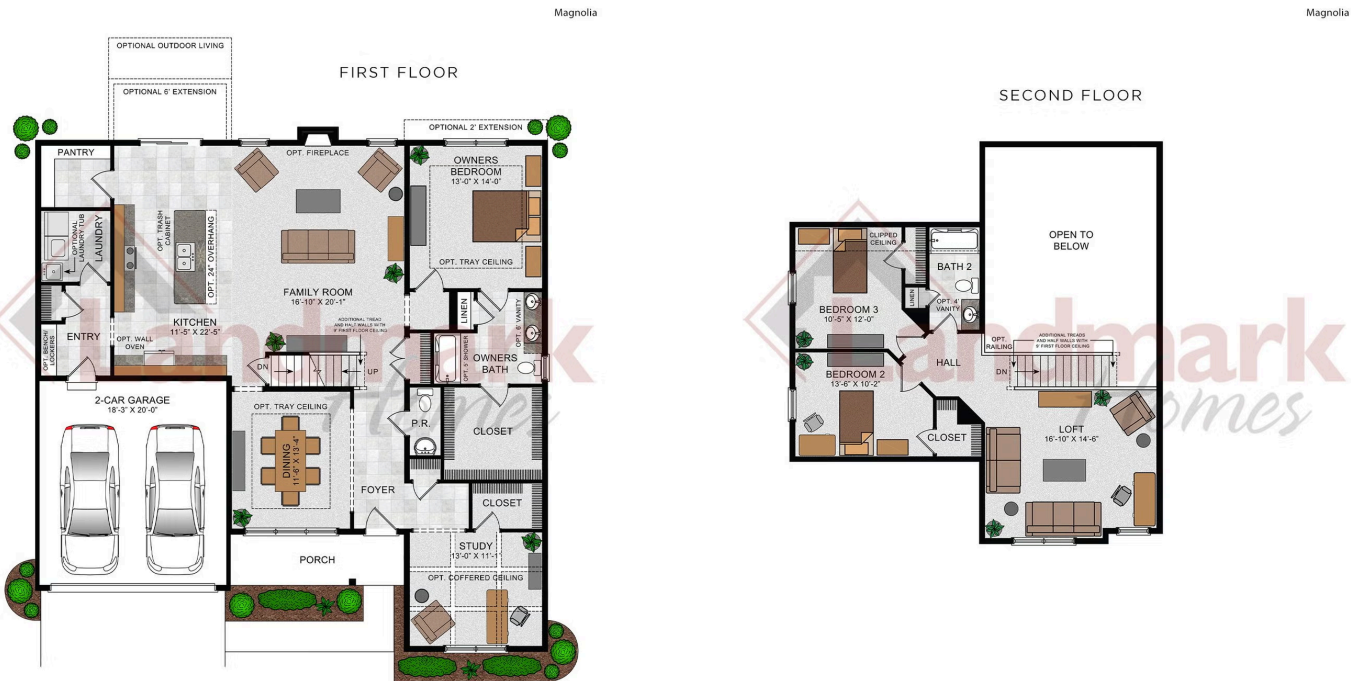 Magnolia
Magnolia
FIRST FLOOR
SECOND FLOOR
OPTIONAL OUTDOOR LIVING
OPTIONAL 6' EXTENSION
OPTIONAL 2' EXTENSION
PANTRY
OPT. FIREPLACE
OWNERS
BEDROOM
13'-0" X 14'-0"
OPT. TRAY CEILING
OPTIONAL
LAUNDRY TUB
LAUNDRY
OPT. TRASH
CABINET
OPT. 24" OVERHANG
FAMILY ROOM
16'-10" X 20'-1"
ADDITIONAL TREAD
AND HALF WALLS WITH
9' FIRST FLOOR CEILING
LINEN
OPT. 6' VANITY
KITCHEN
11'-5" X 22'-5"
OPT. WALL
OVEN
ENTRY
OPT. BENCH/
LOCKERS
DN
UP
OPT. 5' SHOWER
OWNERS
BATH
2-CAR GARAGE
18'-3" X 20'-0"
OPT. TRAY CEILING
DINING
11'-6" X 13'-4"
P.R.
CLOSET
FOYER
CLOSET
PORCH
STUDY
13'-0" X 11'-1"
OPT. COFFERED CEILING
OPEN TO
BELOW
CLIPPED
CEILING
BATH 2
LINEN
OPT. 4'
VANITY
BEDROOM 3
10'-5" X 12'-0"
HALL
OPT.
RAILING
ADDITIONAL TREADS
AND HALF WALLS WITH
9' FIRST FLOOR CEILING
DN
BEDROOM 2
13'-6" X 10'-2"
CLOSET
LOFT
16'-10" X 14'-6"
Landmark
Homes
Landmark
Homes